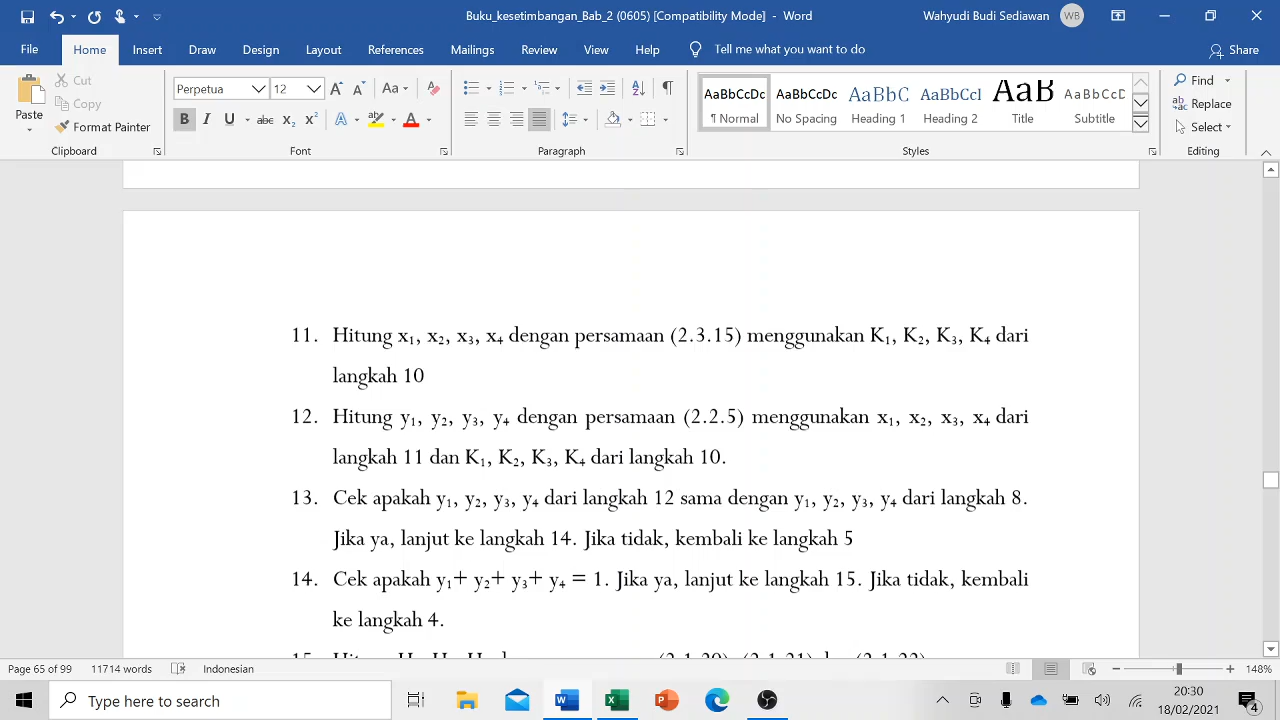 Buku_kesetimbangan_Bab_2 (0605) [Compatibility Mode] - Word
Wahyudi Budi Sediawan WB
File Home Insert Draw Design Layout References Mailings Review View Help Tell me what you want to do Share
Paste Cut Copy Format Painter Clipboard
Perpetua 12 Font
Paragraph
AaBbCcDc ¶ Normal
AaBbCcDc No Spacing
AaBbC Heading 1
AaBbCcI Heading 2
AaB Title
AaBbCcD Subtitle
Styles
Find
Replace
Select
Editing
11. Hitung x₁, x₂, x₃, x₄ dengan persamaan (2.3.15) menggunakan K₁, K₂, K₃, K₄ dari
langkah 10
12. Hitung y₁, y₂, y₃, y₄ dengan persamaan (2.2.5) menggunakan x₁, x₂, x₃, x₄ dari
langkah 11 dan K₁, K₂, K₃, K₄ dari langkah 10.
13. Cek apakah y₁, y₂, y₃, y₄ dari langkah 12 sama dengan y₁, y₂, y₃, y₄ dari langkah 8.
Jika ya, lanjut ke langkah 14. Jika tidak, kembali ke langkah 5
14. Cek apakah y₁+ y₂+ y₃+ y₄ = 1. Jika ya, lanjut ke langkah 15. Jika tidak, kembali
ke langkah 4.
15. Hitung
Page 65 of 99 11714 words Indonesian 148%
Type here to search
20:30
18/02/2021
4